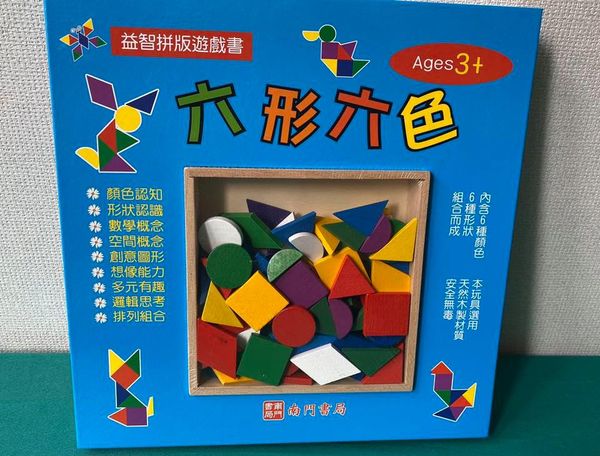 益智拼版遊戲書
Ages 3+
六形六色
顏色認知
形狀認識
數學概念
空間概念
創意圖形
想像能力
多元有趣
邏輯思考
排列組合
內含6種顏色
6種形狀
組合而成
本玩具選用
天然木製材質
安全無毒
南門書局
南門書局